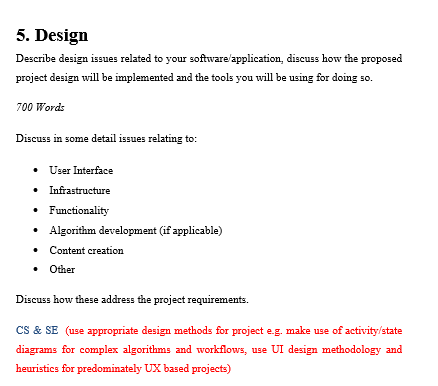 5. Design
Describe design issues related to your software/application, discuss how the proposed
project design will be implemented and the tools you will be using for doing so.
700 Words
Discuss in some detail issues relating to:
• User Interface
• Infrastructure
• Functionality
• Algorithm development (if applicable)
• Content creation
• Other
Discuss how these address the project requirements.
CS & SE (use appropriate design methods for project e.g. make use of activity/state
diagrams for complex algorithms and workflows, use UI design methodology and
heuristics for predominately UX based projects)